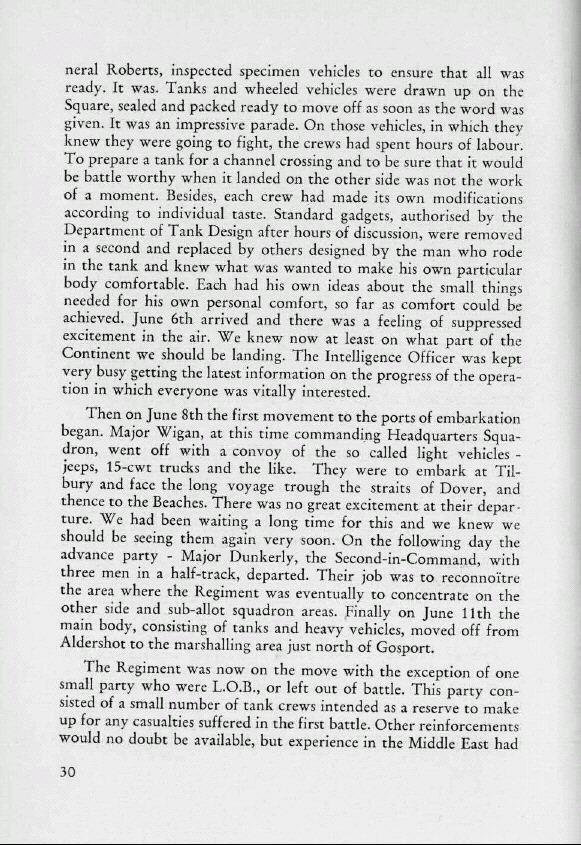 neral Roberts, inspected specimen vehicles to ensure that all was
ready. It was. Tanks and wheeled vehicles were drawn up on the
Square, sealed and packed ready to move off as soon as the word was
given. It was an impressive parade. On those vehicles, in which they
knew they were going to fight, the crews had spent hours of labour.
To prepare a tank for a channel crossing and to be sure that it would
be battle worthy when it landed on the other side was not the work
of a moment. Besides, each crew had made its own modifications
according to individual taste. Standard gadgets, authorised by the
Department of Tank Design after hours of discussion, were removed
in a second and replaced by others designed by the man who rode
in the tank and knew what was wanted to make his own particular
body comfortable. Each had his own ideas about the small things
needed for his own personal comfort, so far as comfort could be
achieved. June 6th arrived and there was a feeling of suppressed
excitement in the air. We knew now at least on what part of the
Continent we should be landing. The Intelligence Officer was kept
very busy getting the latest information on the progress of the opera-
tion in which everyone was vitally interested.
Then on June 8th the first movement to the ports of embarkation
began. Major Wigan, at this time commanding Headquarters Squa-
dron, went off with a convoy of the so called light vehicles -
jeeps, 15-cwt trucks and the like. They were to embark at Til-
bury and face the long voyage trough the straits of Dover, and
thence to the Beaches. There was no great excitement at their depar-
ture. We had been waiting a long time for this and we knew we
should be seeing them again very soon. On the following day the
advance party - Major Dunkerly, the Second-in-Command, with
three men in a half-track, departed. Their job was to reconnoïtre
the area where the Regiment was eventually to concentrate on the
other side and sub-allot squadron areas. Finally on June 11th the
main body, consisting of tanks and heavy vehicles, moved off from
Aldershot to the marshalling area just north of Gosport.
The Regiment was now on the move with the exception of one
small party who were L.O.B., or left out of battle. This party con-
sisted of a small number of tank crews intended as a reserve to make
up for any casualties suffered in the first battle. Other reinforcements
would no doubt be available, but experience in the Middle East had
30